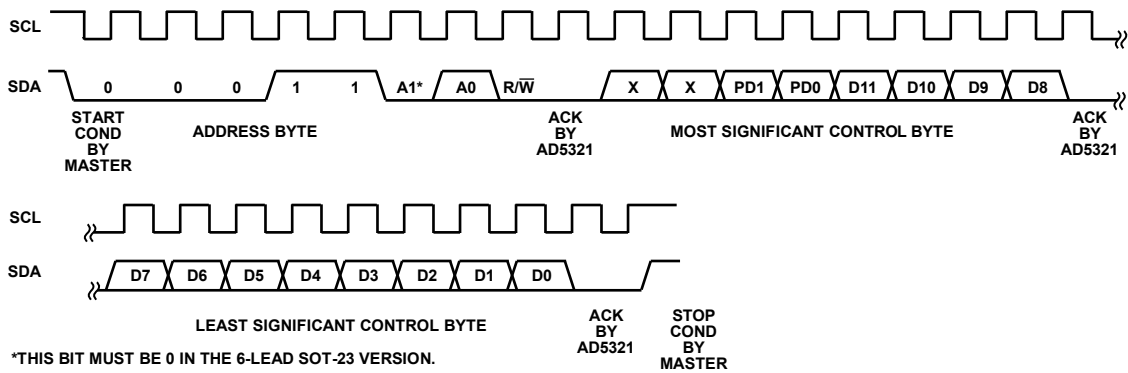 SCL
SDA
0 0 0 1 1 A1* A0 R/W̅ X X PD1 PD0 D11 D10 D9 D8
START
COND
BY
MASTER
ADDRESS BYTE
ACK
BY
AD5321
MOST SIGNIFICANT CONTROL BYTE
ACK
BY
AD5321
SCL
SDA
D7 D6 D5 D4 D3 D2 D1 D0
LEAST SIGNIFICANT CONTROL BYTE
ACK
BY
AD5321
STOP
COND
BY
MASTER
*THIS BIT MUST BE 0 IN THE 6-LEAD SOT-23 VERSION.